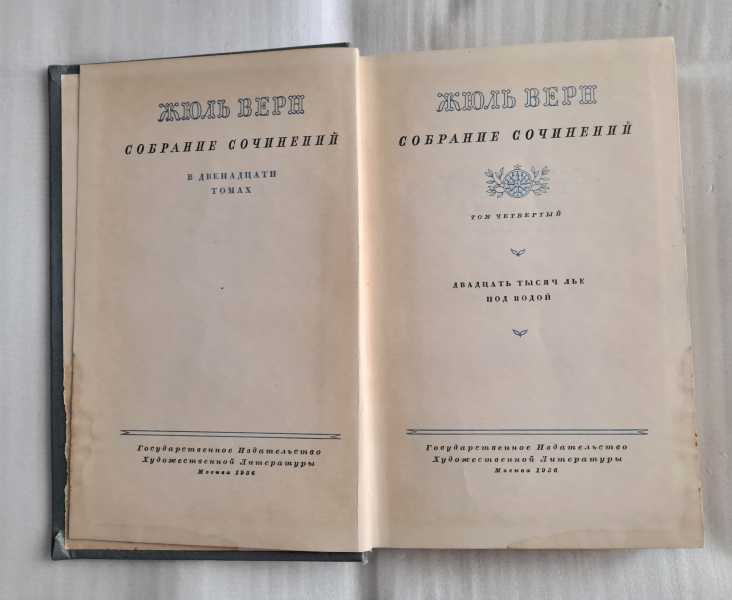 ЖЮЛЬ ВЕРН
СОБРАНИЕ СОЧИНЕНИЙ
В ДВЕНАДЦАТИ
ТОМАХ
Государственное Издательство
Художественной Литературы
Москва 1956
ЖЮЛЬ ВЕРН
СОБРАНИЕ СОЧИНЕНИЙ
ТОМ ЧЕТВЕРТЫЙ
ДВАДЦАТЬ ТЫСЯЧ ЛЬЕ
ПОД ВОДОЙ
Государственное Издательство
Художественной Литературы
Москва 1956